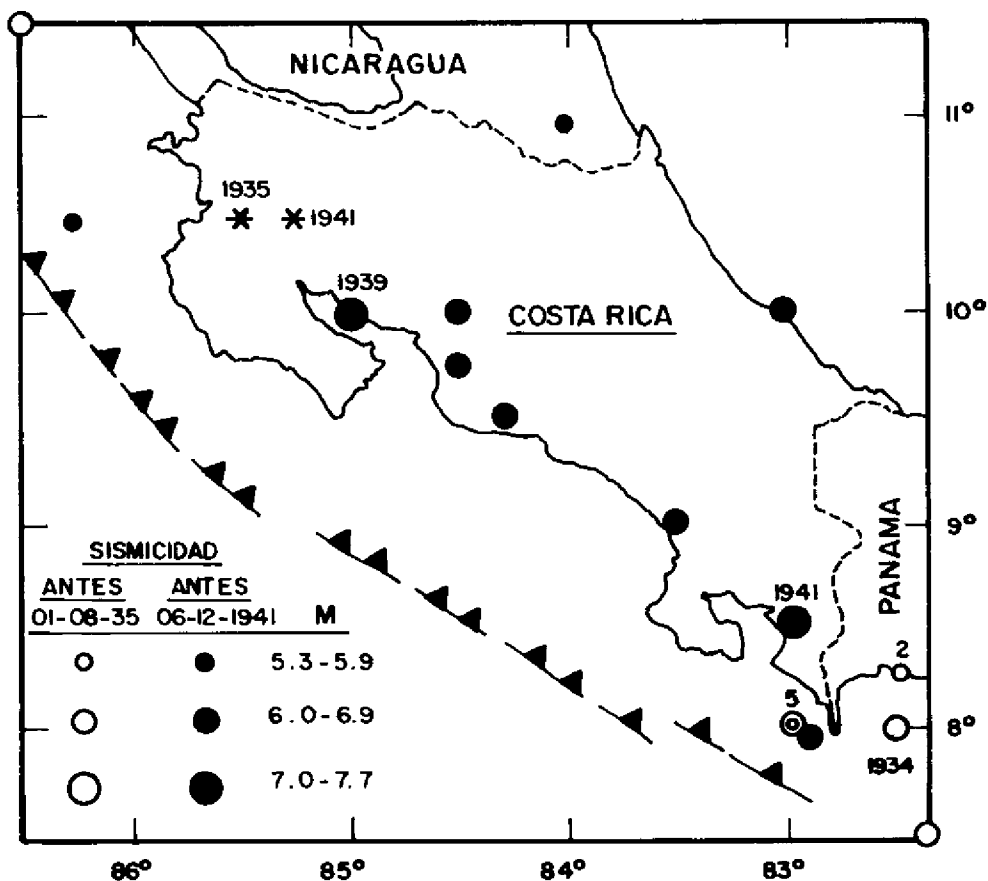 NICARAGUA
11°
1935
1941
1939
COSTA RICA
10°
9°
PANAMA
SISMICIDAD
ANTES ANTES
01-08-35 06-12-1941 M
5.3-5.9
6.0-6.9
7.0-7.7
1941
2
5
8°
1934
86° 85° 84° 83°